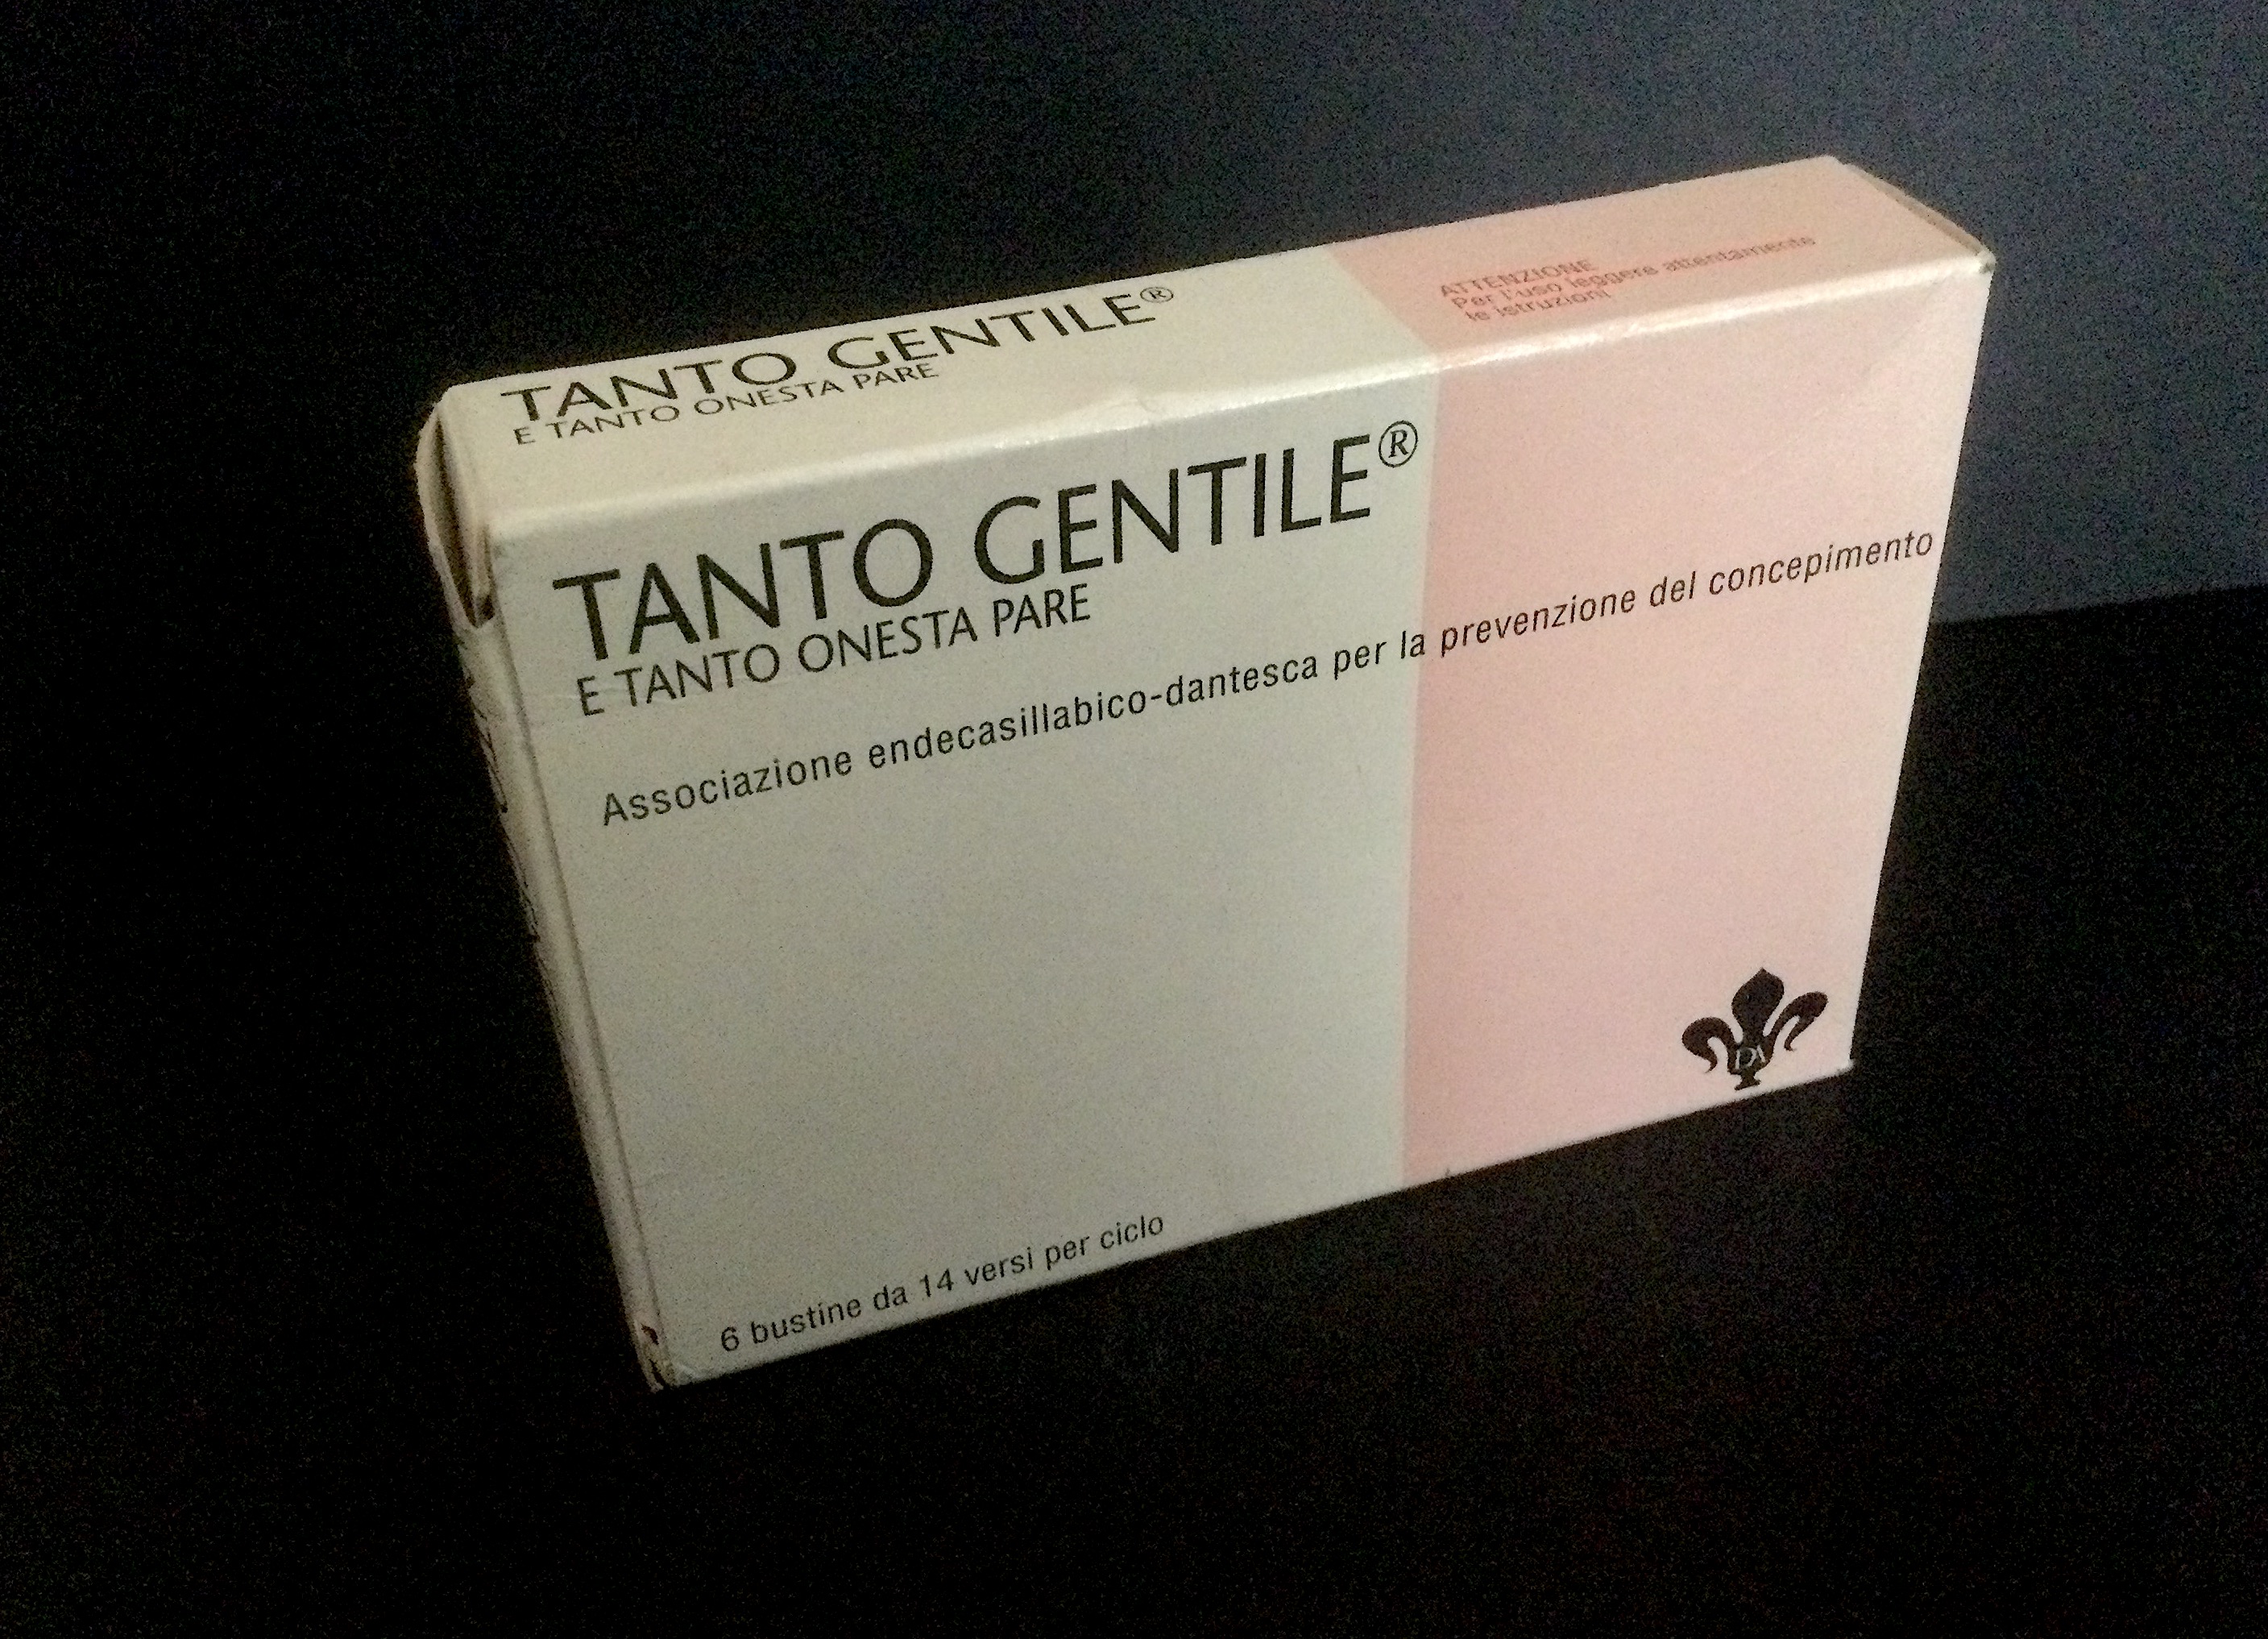 TANTO GENTILE®
E TANTO ONESTA PARE
ATTENZIONE
Per l'uso leggere attentamente
le istruzioni
TANTO GENTILE®
E TANTO ONESTA PARE
Associazione endecasillabico-dantesca per la prevenzione del concepimento
6 bustine da 14 versi per ciclo